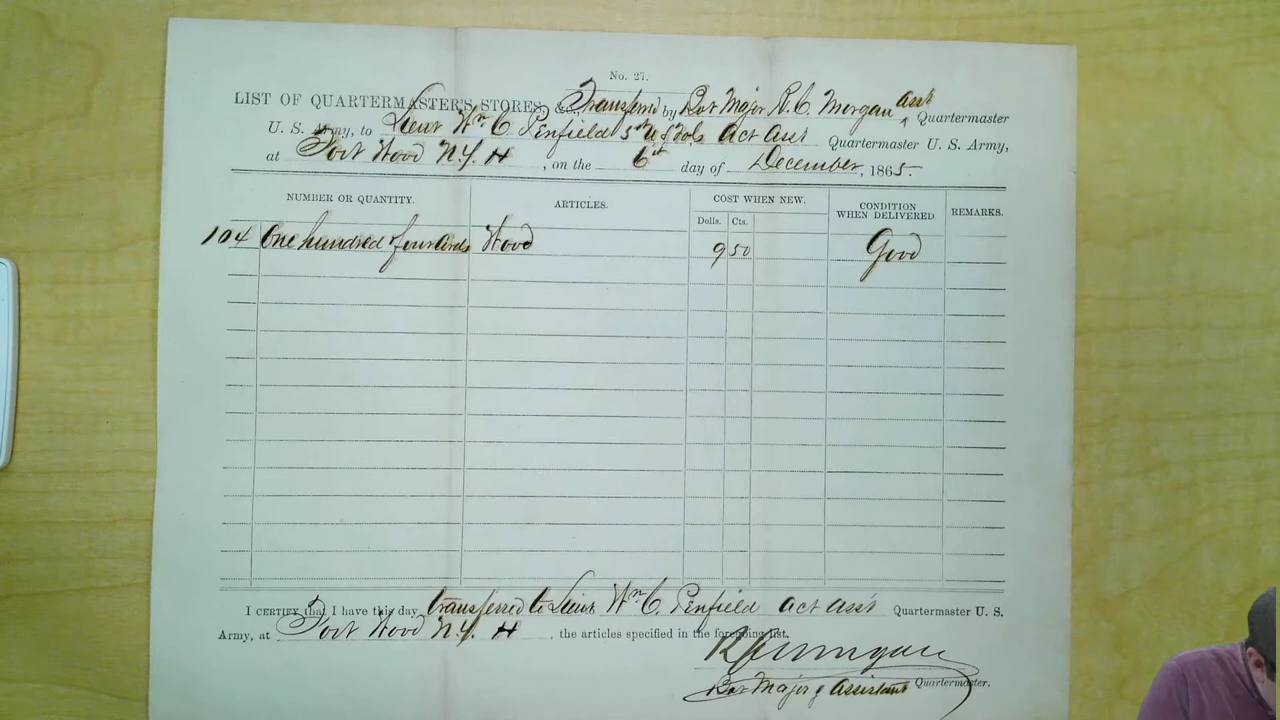 No. 27.
LIST OF QUARTERMASTER'S STORES, &c., Transferred by Bvt Major R. C. Morgan Asst Quartermaster
U. S. Army, to Lieut Wm C. Penfield 5th Act Asst Quartermaster U. S. Army,
at Fort Wood N.Y. H , on the 6th day of December, 1865.
NUMBER OR QUANTITY. ARTICLES. COST WHEN NEW. CONDITION WHEN DELIVERED REMARKS.
Dolls. Cts.
104 One hundred four Cords Wood 9 50 Good
I CERTIFY that I have this day transferred to Lieut Wm C. Penfield Act Asst Quartermaster U. S.
Army, at Fort Wood N.Y. H , the articles specified in the foregoing list.
R C Morgan
Bvt Major & Assistant Quartermaster.